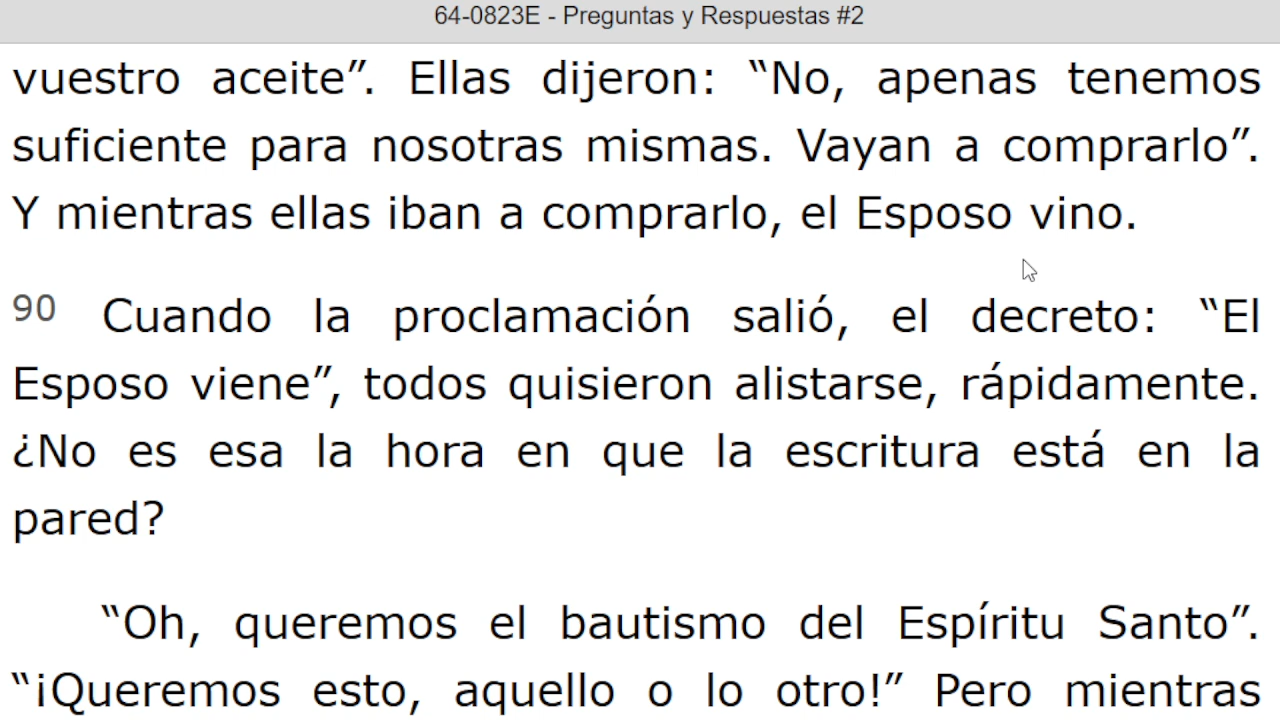 64-0823E - Preguntas y Respuestas #2
vuestro aceite”. Ellas dijeron: “No, apenas tenemos
suficiente para nosotras mismas. Vayan a comprarlo”.
Y mientras ellas iban a comprarlo, el Esposo vino.
90 Cuando la proclamación salió, el decreto: “El
Esposo viene”, todos quisieron alistarse, rápidamente.
¿No es esa la hora en que la escritura está en la
pared?
“Oh, queremos el bautismo del Espíritu Santo”.
“¡Queremos esto, aquello o lo otro!” Pero mientras